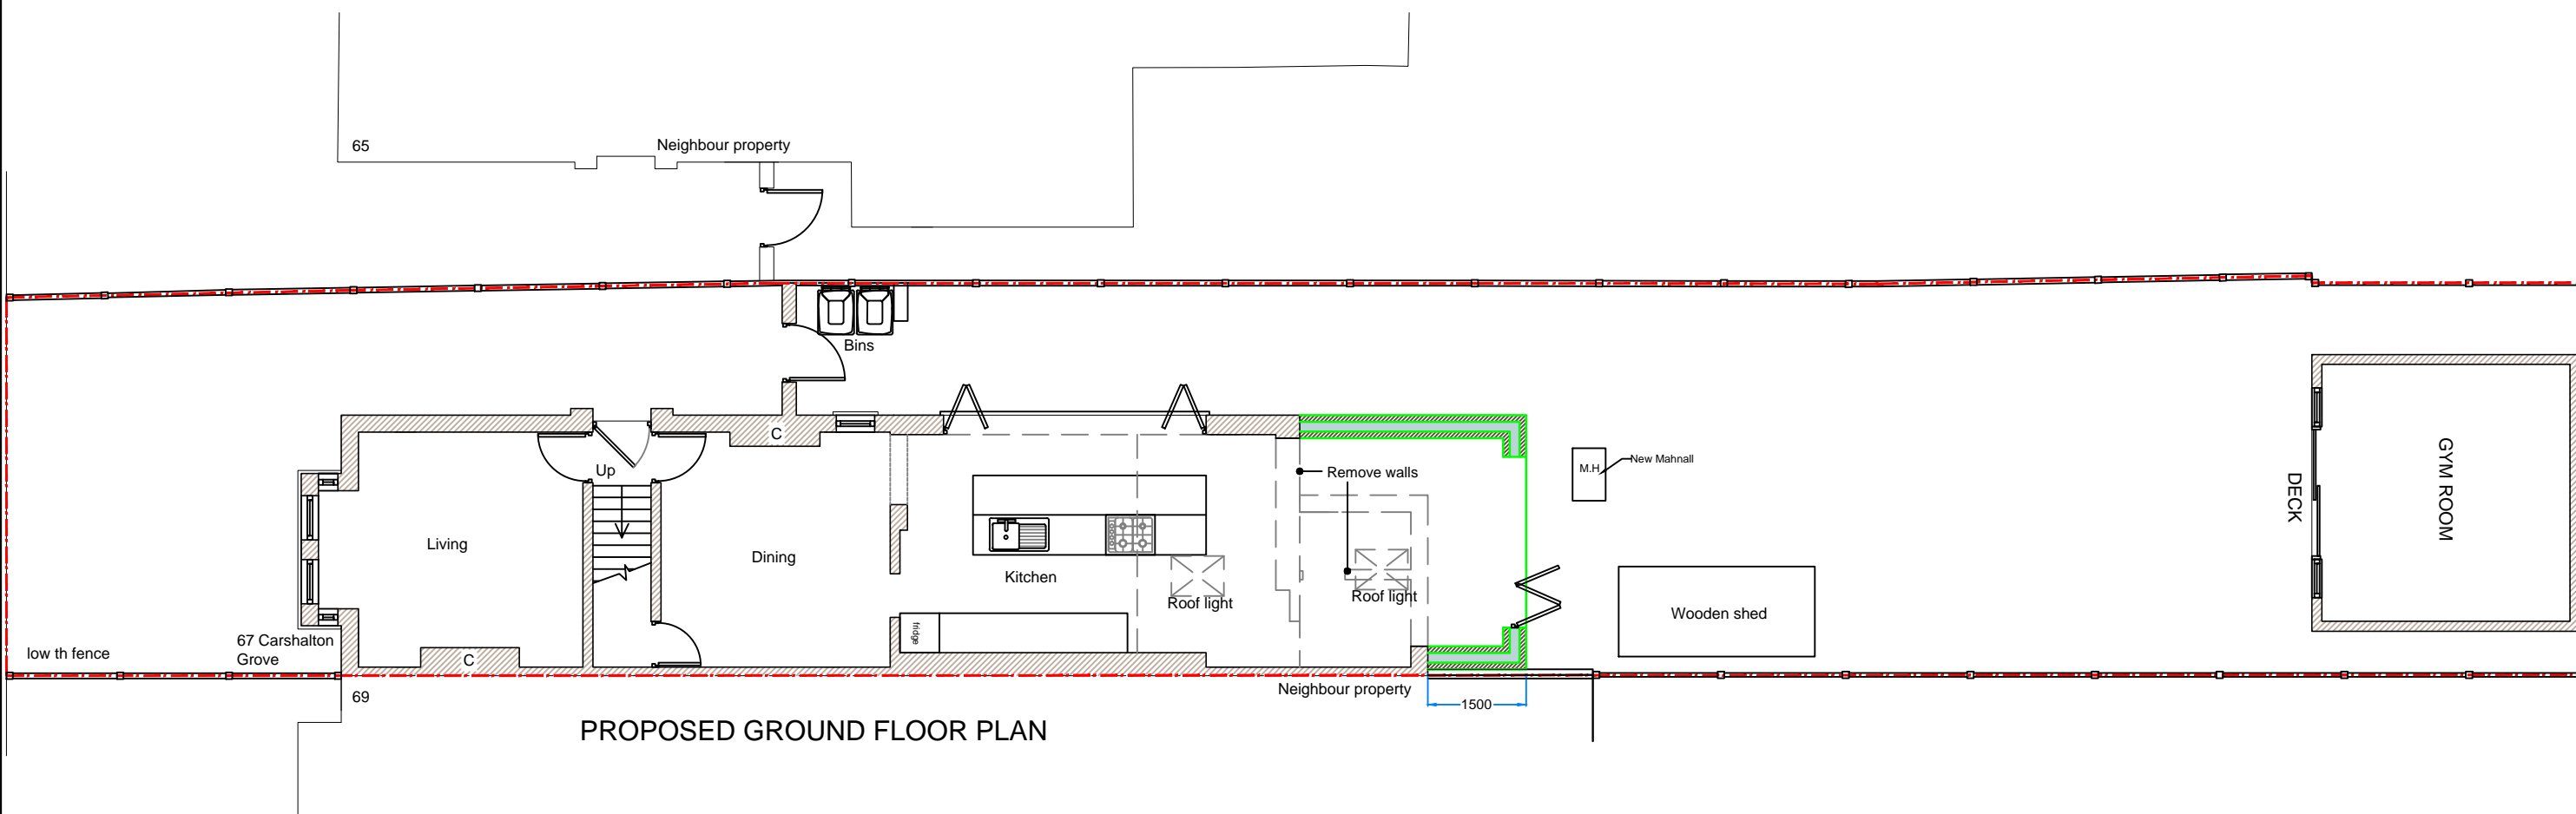 65
Neighbour property
Bins
C
Up
Remove walls
M.H
New Mahnall
DECK
GYM ROOM
Living
Dining
Kitchen
Roof light
Roof light
Wooden shed
fridge
67 Carshalton
Grove
low th fence
C
69
Neighbour property
1500
PROPOSED GROUND FLOOR PLAN